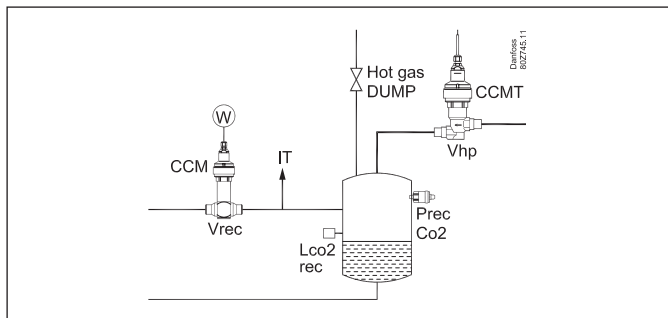 Danfoss
80Z745.11
Hot gas
DUMP
CCMT
W
CCM
IT
Vhp
Prec
Co2
Vrec
Lco2
rec